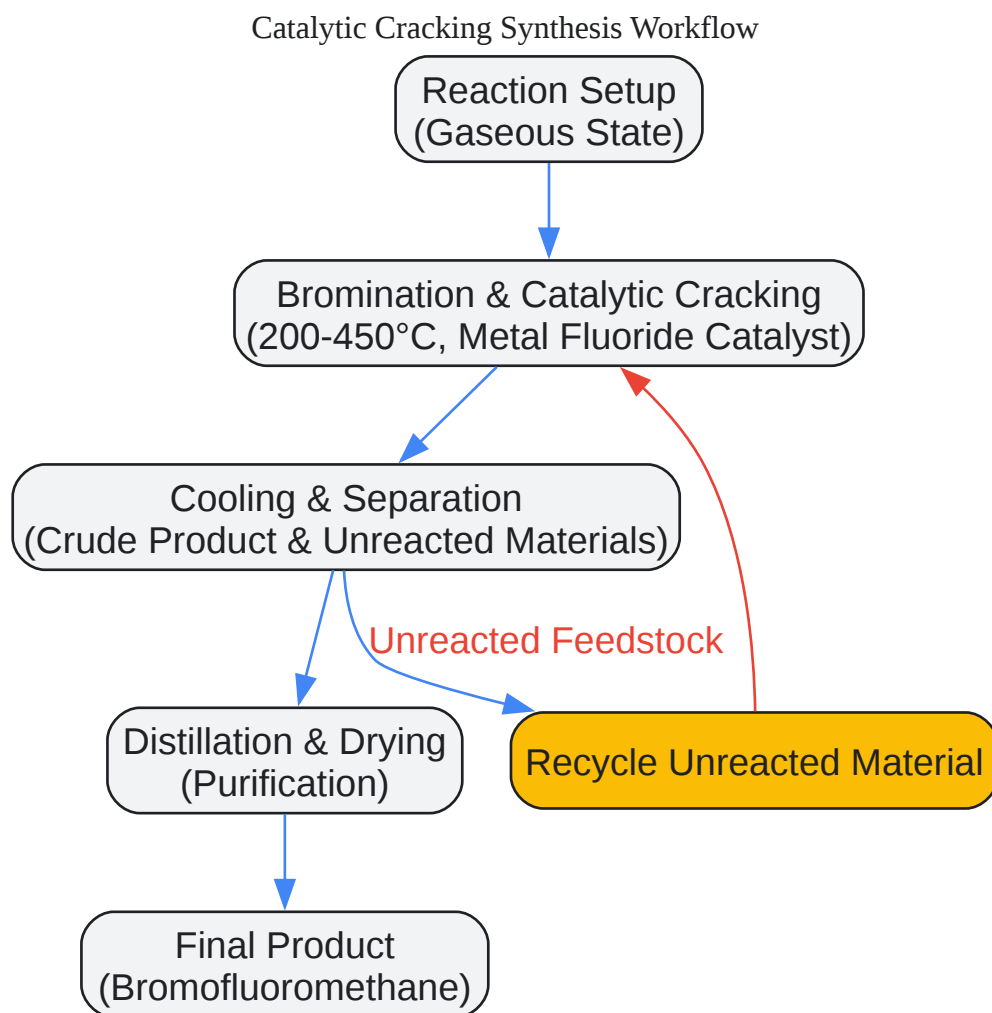 Catalytic Cracking Synthesis Workflow
Reaction Setup
(Gaseous State)
Bromination & Catalytic Cracking
(200-450°C, Metal Fluoride Catalyst)
Cooling & Separation
(Crude Product & Unreacted Materials)
Unreacted Feedstock
Distillation & Drying
(Purification)
Recycle Unreacted Material
Final Product
(Bromofluoromethane)